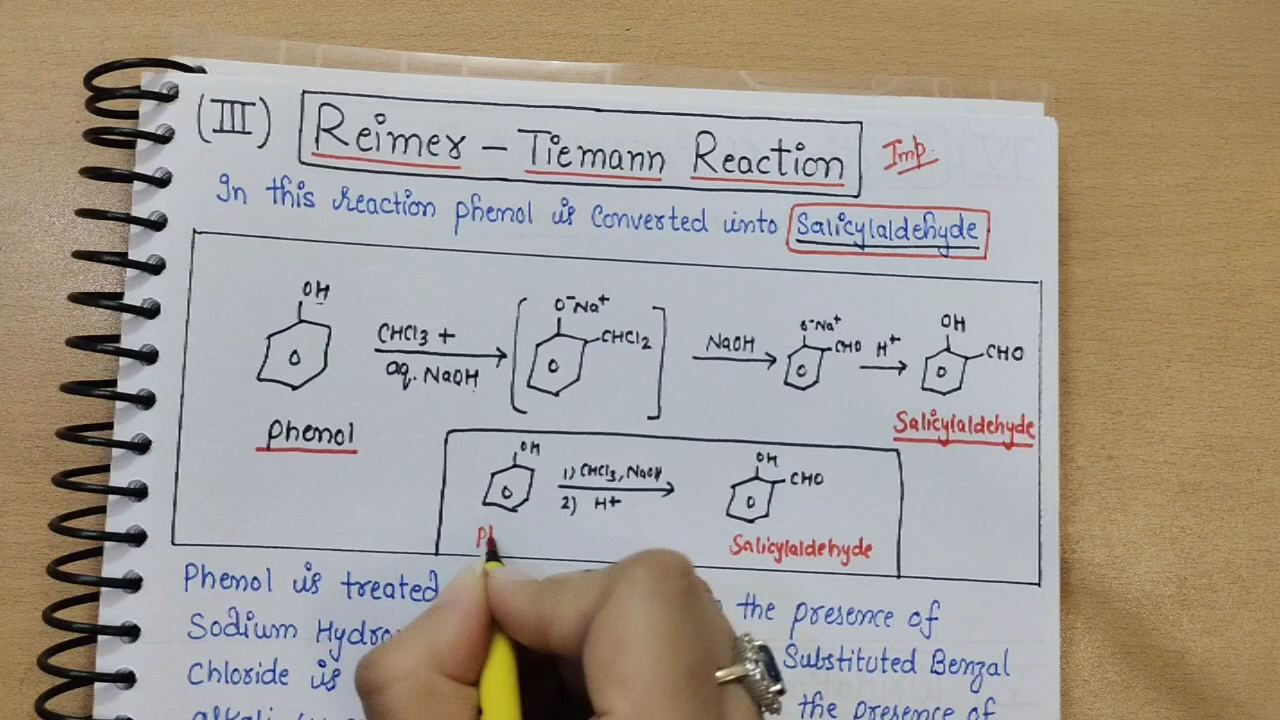 (III) Reimer - Tiemann Reaction Imp.
In this reaction phenol is Converted into Salicylaldehyde
OH
CHCl3 +
aq. NaOH
O-Na+
CHCl2
NaOH
O-Na+
CHO
H+
OH
CHO
Phenol
Salicylaldehyde
OH
1) CHCl3, NaOH
2) H+
OH
CHO
Salicylaldehyde
Phenol is treated the presence of
Sodium Substituted Benzal
Chloride is the presence of